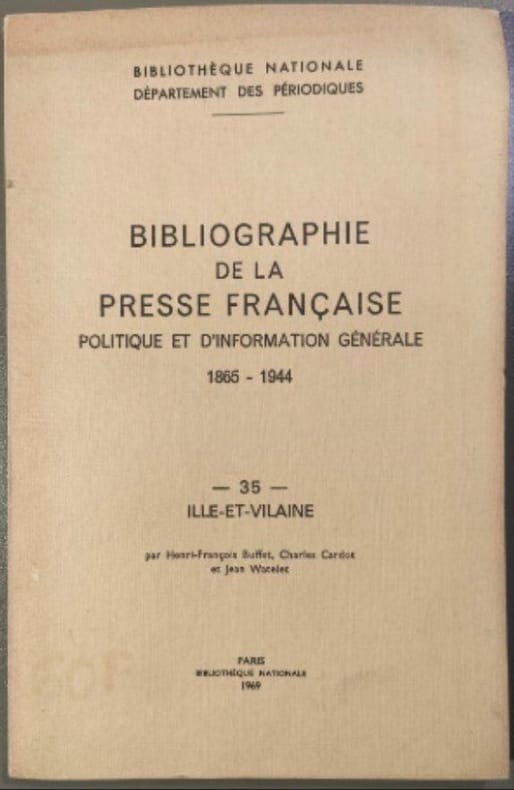 BIBLIOTHÈQUE NATIONALE
DÉPARTEMENT DES PÉRIODIQUES
BIBLIOGRAPHIE
DE LA
PRESSE FRANÇAISE
POLITIQUE ET D'INFORMATION GÉNÉRALE
1865 - 1944
— 35 —
ILLE-ET-VILAINE
par Henri-François Buffet, Charles Cardot
et Jean Watelet
PARIS
BIBLIOTHÈQUE NATIONALE
1969